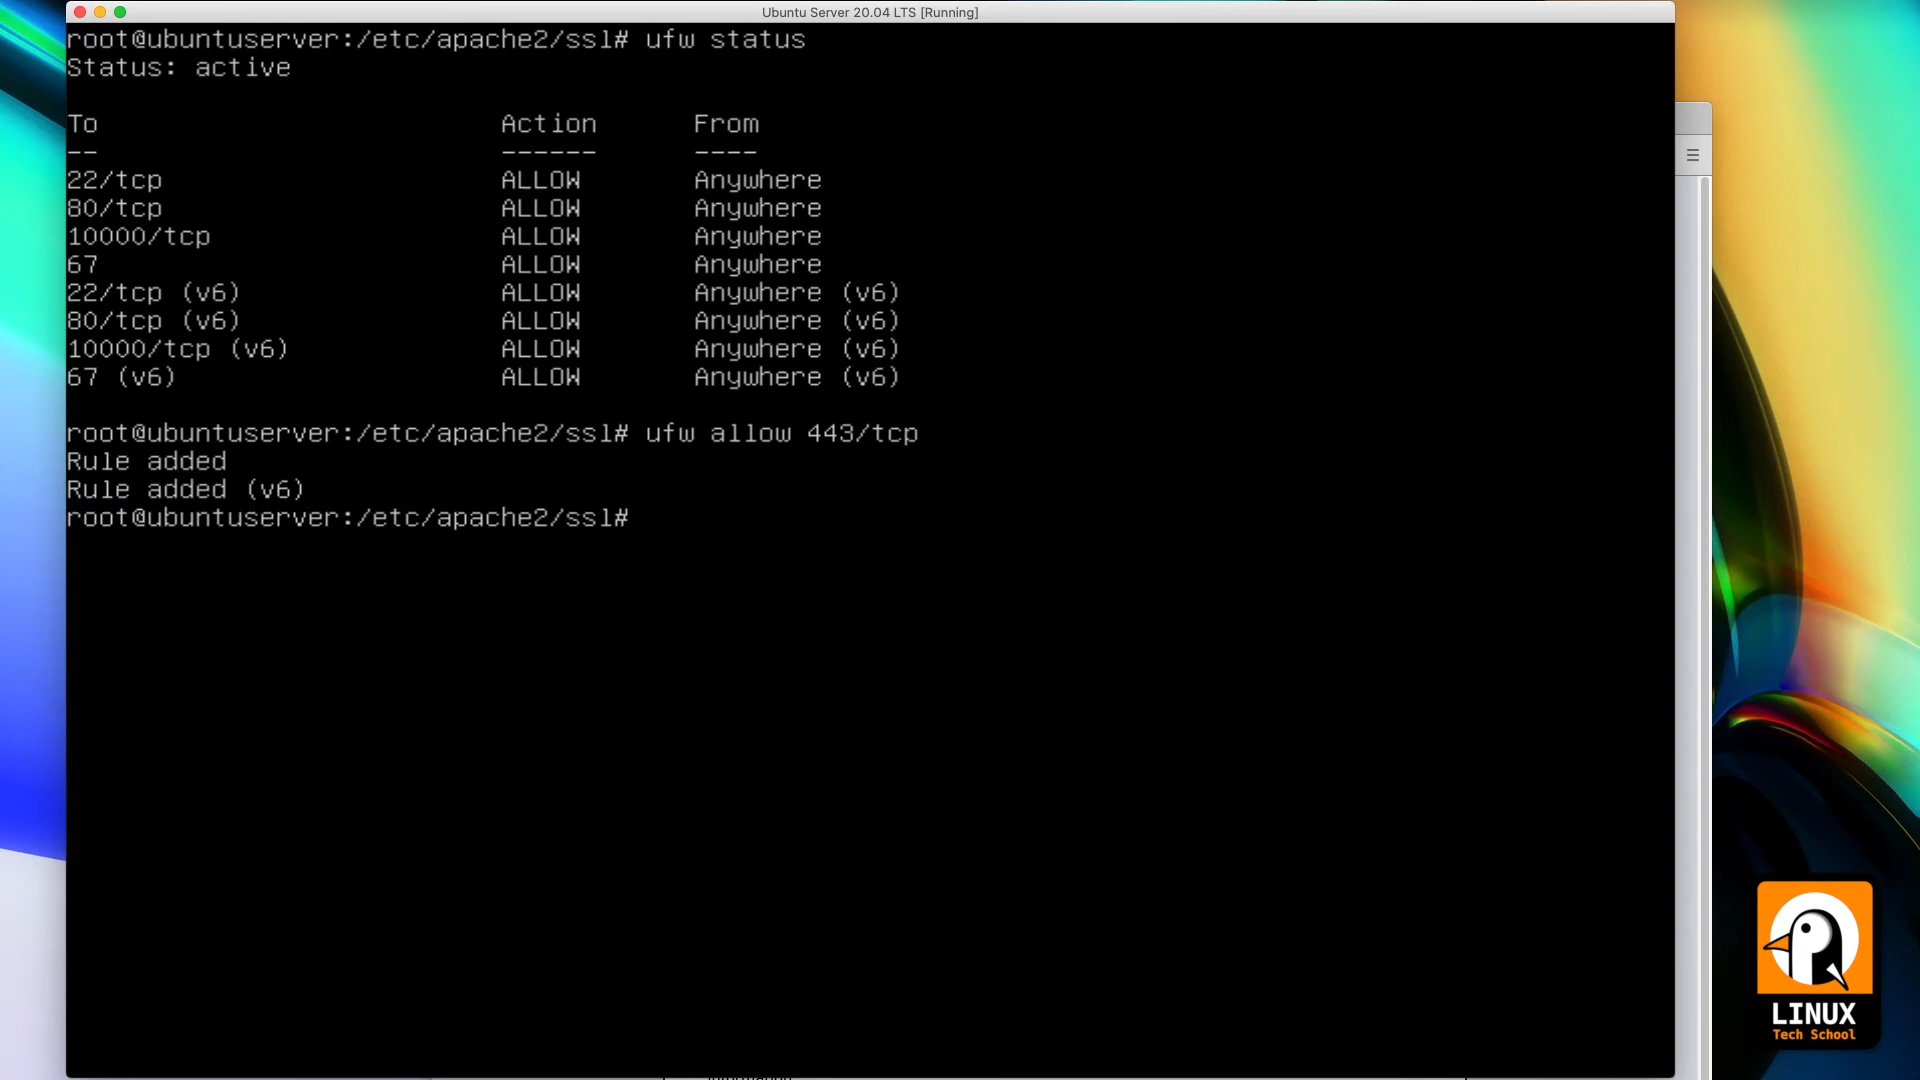 Ubuntu Server 20.04 LTS [Running]
root@ubuntuserver:/etc/apache2/ssl# ufw status
Status: active
To Action From
-- ------ ----
22/tcp ALLOW Anywhere
80/tcp ALLOW Anywhere
10000/tcp ALLOW Anywhere
67 ALLOW Anywhere
22/tcp (v6) ALLOW Anywhere (v6)
80/tcp (v6) ALLOW Anywhere (v6)
10000/tcp (v6) ALLOW Anywhere (v6)
67 (v6) ALLOW Anywhere (v6)
root@ubuntuserver:/etc/apache2/ssl# ufw allow 443/tcp
Rule added
Rule added (v6)
root@ubuntuserver:/etc/apache2/ssl#
LINUX
Tech School